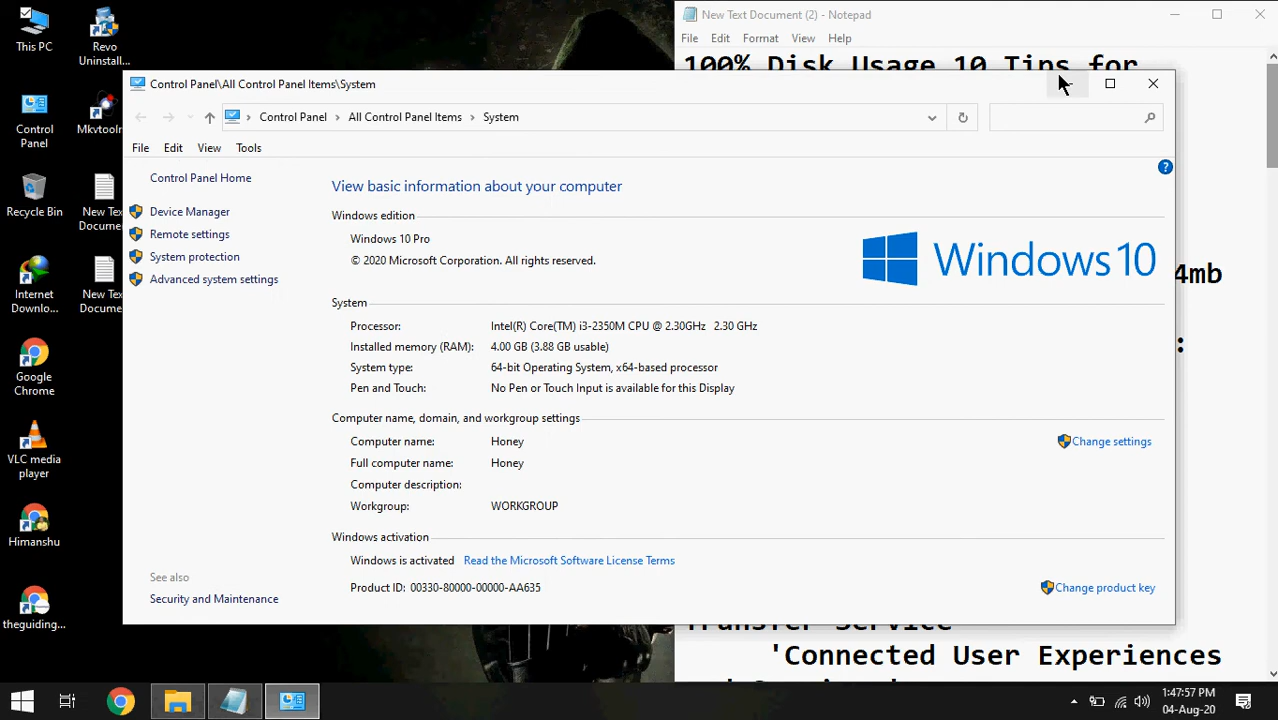 This PC
Revo
Uninstall...
Control
Panel
Mkvtooln
Recycle Bin
New Text
Docume
Internet
Downlo...
New Text
Docume
Google
Chrome
VLC media
player
Himanshu
theguiding...
New Text Document (2) - Notepad
File Edit Format View Help
100% Disk Usage 10 Tips for
4mb
:
Transfer Service
'Connected User Experiences
Control Panel\All Control Panel Items\System
Control Panel > All Control Panel Items > System
File Edit View Tools
Control Panel Home
Device Manager
Remote settings
System protection
Advanced system settings
See also
Security and Maintenance
View basic information about your computer
Windows edition
Windows 10 Pro
© 2020 Microsoft Corporation. All rights reserved.
Windows 10
System
Processor: Intel(R) Core(TM) i3-2350M CPU @ 2.30GHz 2.30 GHz
Installed memory (RAM): 4.00 GB (3.88 GB usable)
System type: 64-bit Operating System, x64-based processor
Pen and Touch: No Pen or Touch Input is available for this Display
Computer name, domain, and workgroup settings
Computer name: Honey
Change settings
Full computer name: Honey
Computer description:
Workgroup: WORKGROUP
Windows activation
Windows is activated Read the Microsoft Software License Terms
Product ID: 00330-80000-00000-AA635
Change product key
1:47:57 PM
04-Aug-20